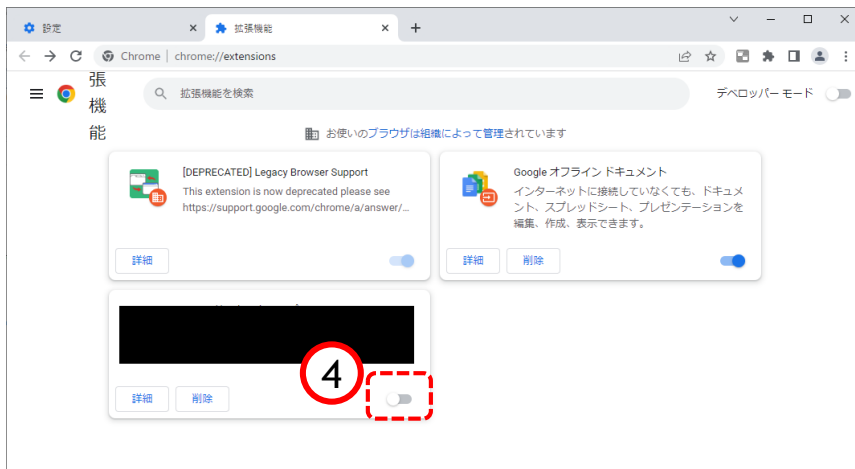 設定
拡張機能
Chrome
chrome://extensions
張
機
能
拡張機能を検索
デベロッパー モード
お使いのブラウザは組織によって管理されています
[DEPRECATED] Legacy Browser Support
This extension is now deprecated please see
https://support.google.com/chrome/a/answer/...
詳細
Google オフライン ドキュメント
インターネットに接続していなくても、ドキュメ
ント、スプレッドシート、プレゼンテーションを
編集、作成、表示できます。
詳細
削除
4
詳細
削除